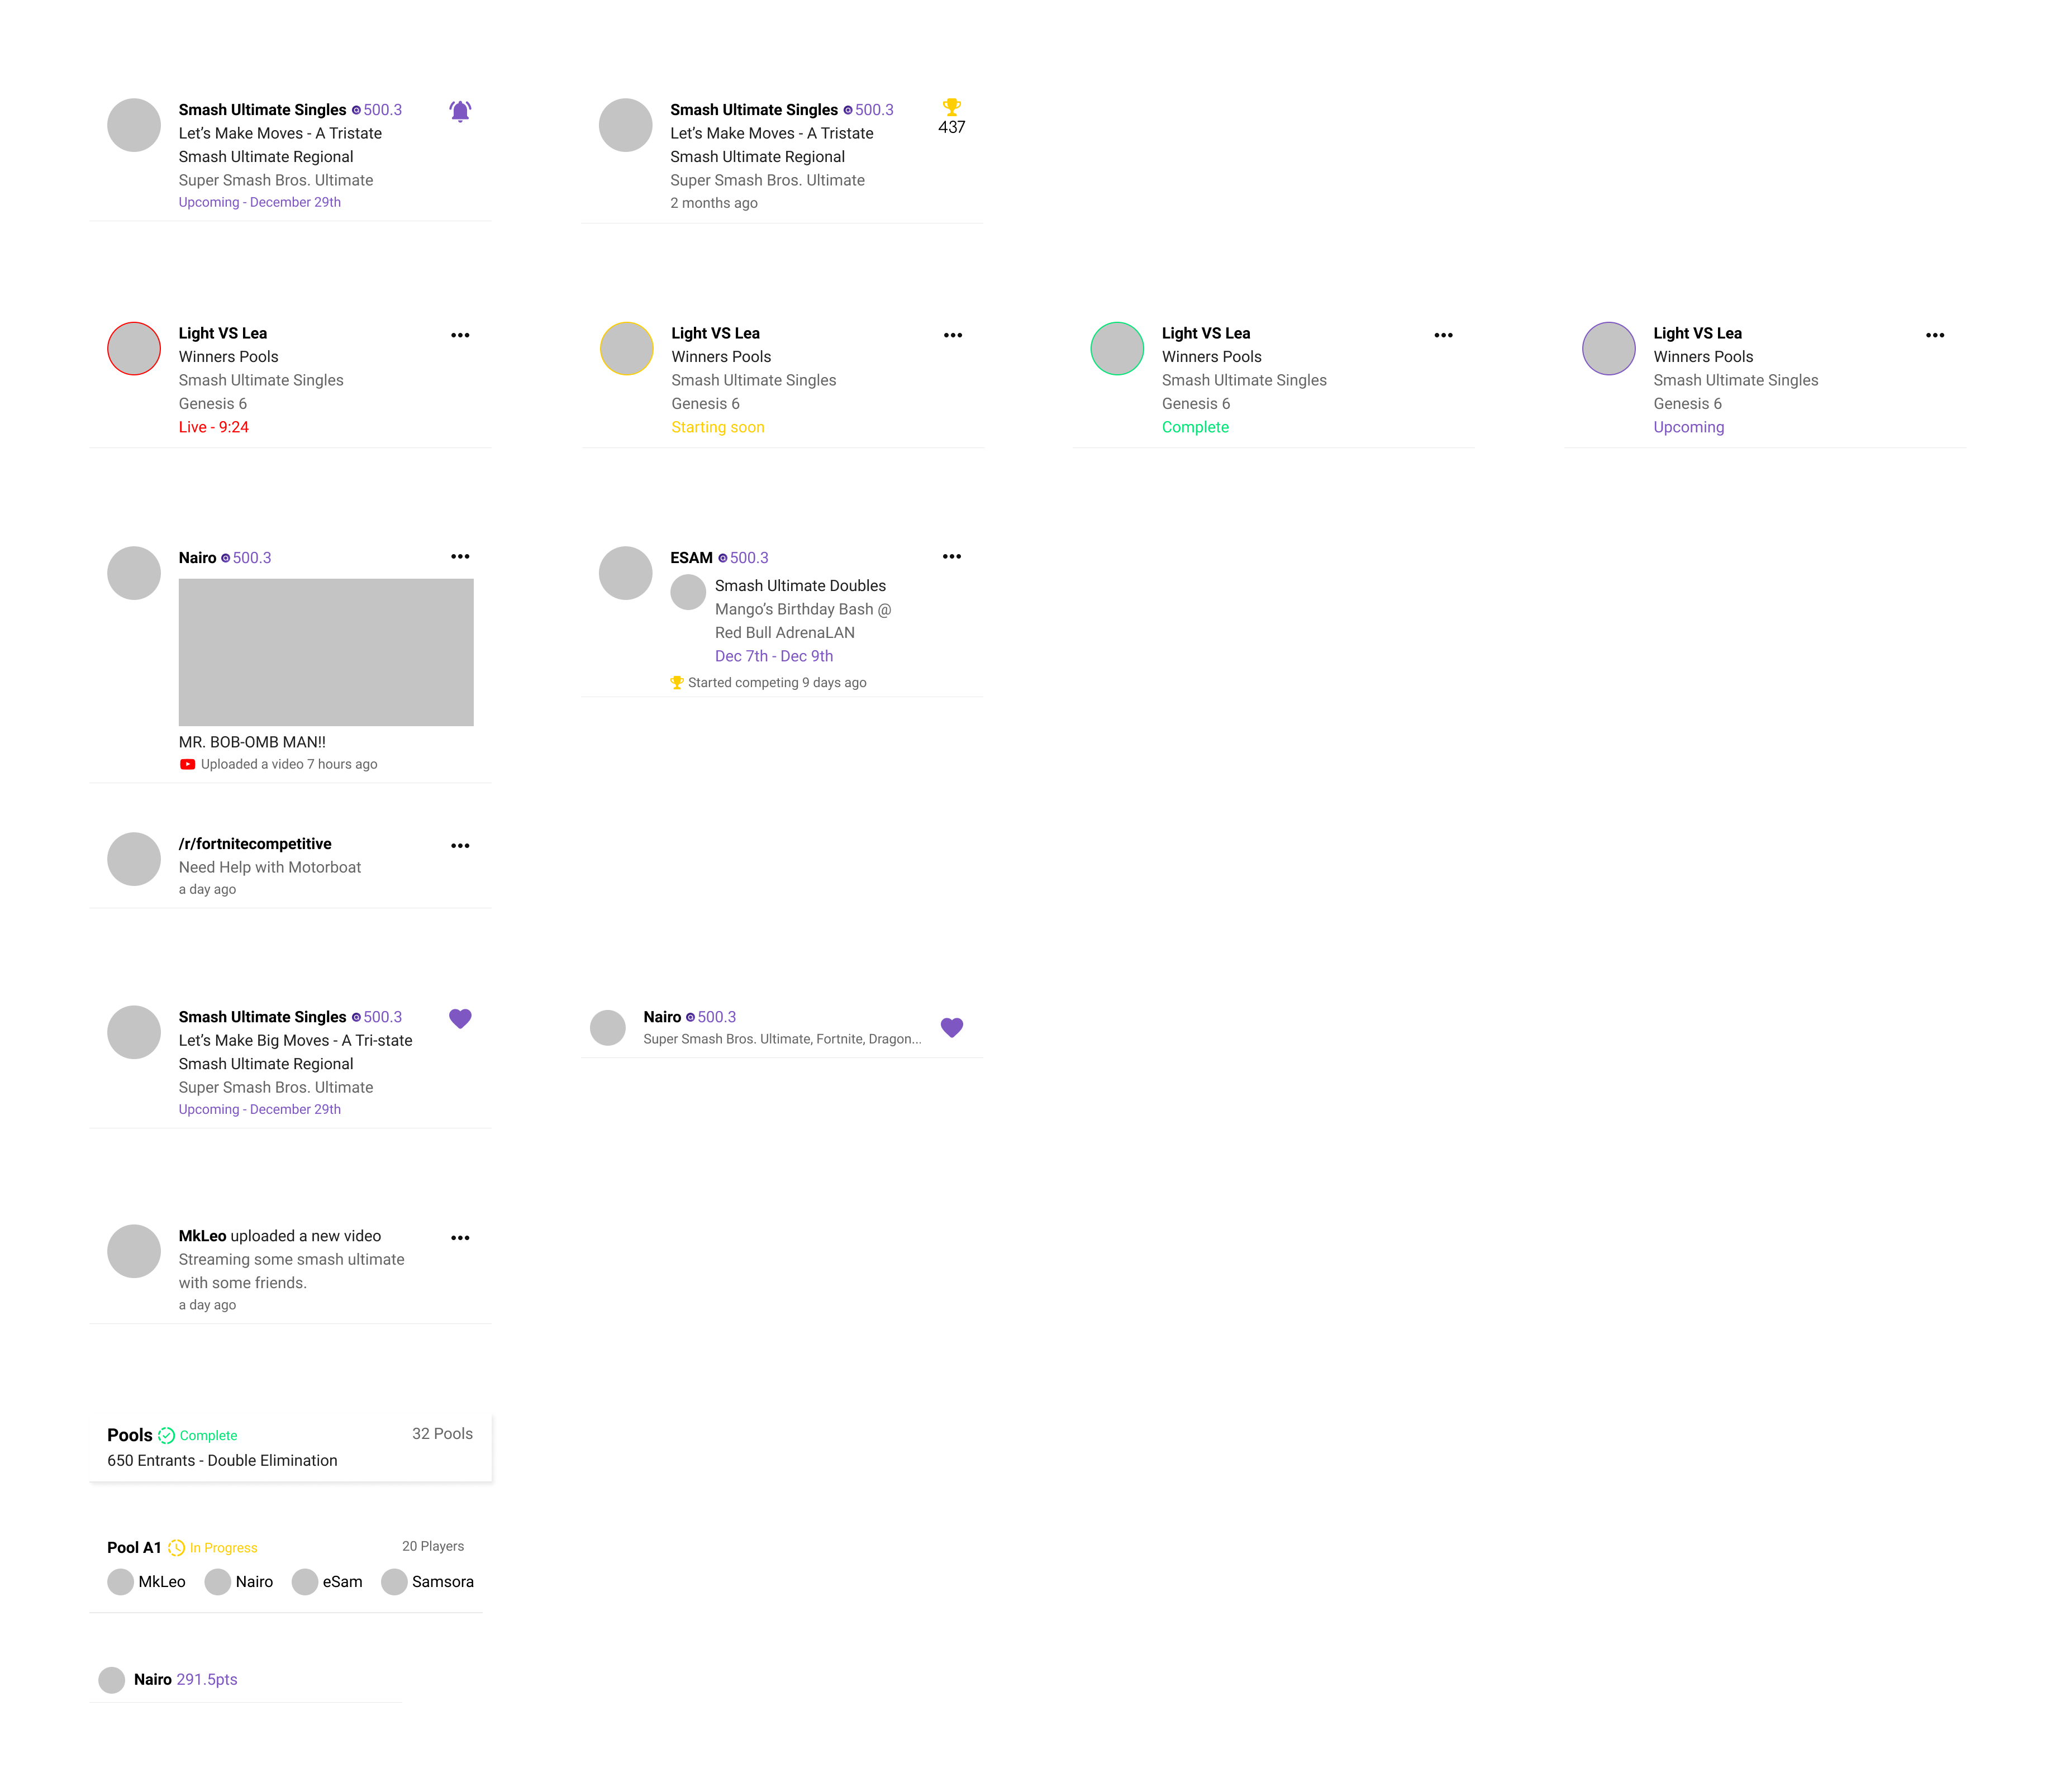 Smash Ultimate Singles 500.3
Let's Make Moves - A Tristate
Smash Ultimate Regional
Super Smash Bros. Ultimate
Upcoming - December 29th
Smash Ultimate Singles 500.3
437
Let's Make Moves - A Tristate
Smash Ultimate Regional
Super Smash Bros. Ultimate
2 months ago
Light VS Lea
Winners Pools
Smash Ultimate Singles
Genesis 6
Live - 9:24
Light VS Lea
Winners Pools
Smash Ultimate Singles
Genesis 6
Starting soon
Light VS Lea
Winners Pools
Smash Ultimate Singles
Genesis 6
Complete
Light VS Lea
Winners Pools
Smash Ultimate Singles
Genesis 6
Upcoming
Nairo 500.3
MR. BOB-OMB MAN!!
Uploaded a video 7 hours ago
ESAM 500.3
Smash Ultimate Doubles
Mango's Birthday Bash @
Red Bull AdrenaLAN
Dec 7th - Dec 9th
Started competing 9 days ago
/r/fortnitecompetitive
Need Help with Motorboat
a day ago
Smash Ultimate Singles 500.3
Let's Make Big Moves - A Tri-state
Smash Ultimate Regional
Super Smash Bros. Ultimate
Upcoming - December 29th
Nairo 500.3
Super Smash Bros. Ultimate, Fortnite, Dragon...
MkLeo uploaded a new video
Streaming some smash ultimate
with some friends.
a day ago
Pools Complete 32 Pools
650 Entrants - Double Elimination
Pool A1 In Progress 20 Players
MkLeo Nairo eSam Samsora
Nairo 291.5pts